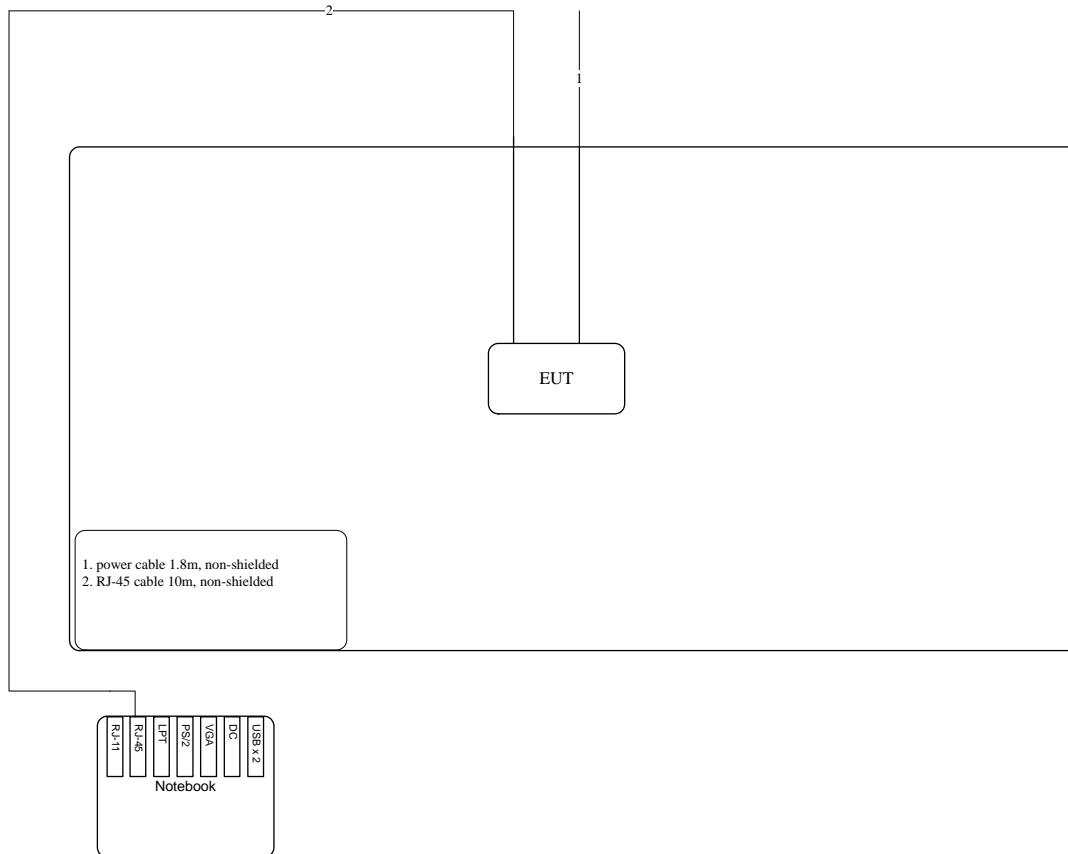 2
1
EUT
1. power cable 1.8m, non-shielded
2. RJ-45 cable 10m, non-shielded
RJ-11
RJ-45
LPT
PS/2
VGA
DC
USB x 2
Notebook